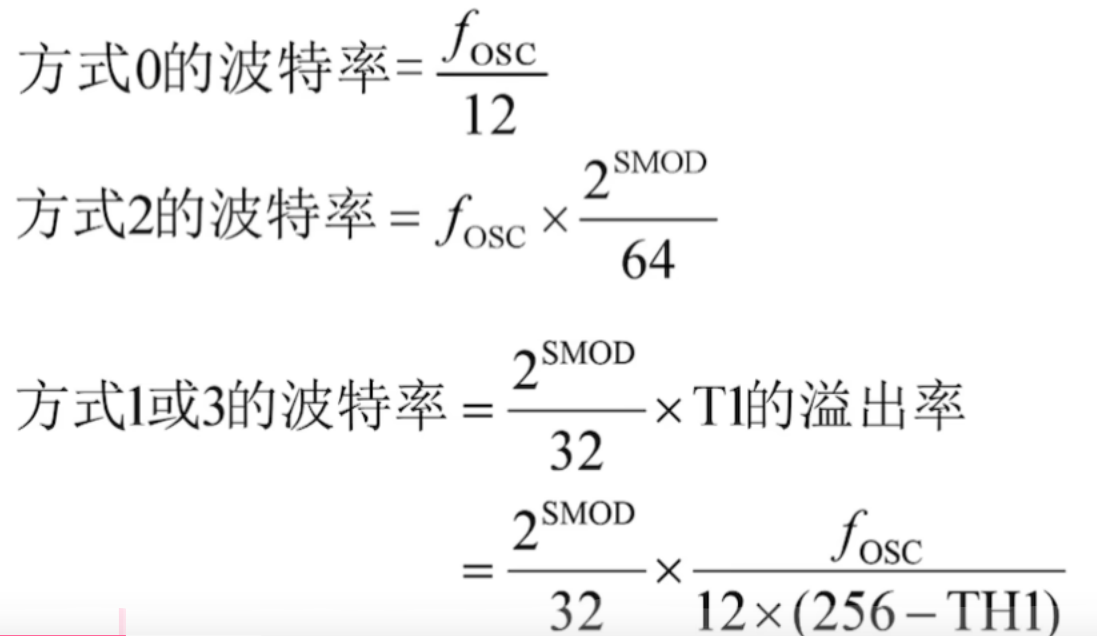 方式0的波特率= f_OSC / 12
方式2的波特率 = f_OSC × 2^SMOD / 64
方式1或3的波特率 = 2^SMOD / 32 × T1的溢出率
= 2^SMOD / 32 × f_OSC / 12×(256−TH1)